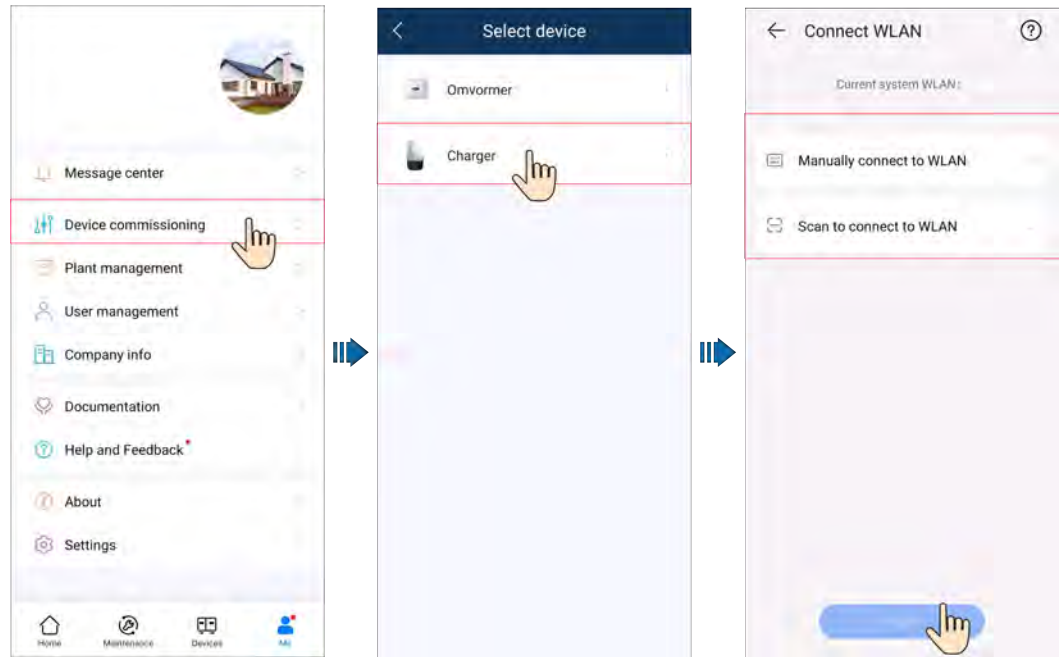 Message center
Device commissioning
Plant management
User management
Company info
Documentation
Help and Feedback
About
Settings
Home
Maintenance
Devices
Me
Select device
Omvormer
Charger
Connect WLAN
Current system WLAN:
Manually connect to WLAN
Scan to connect to WLAN